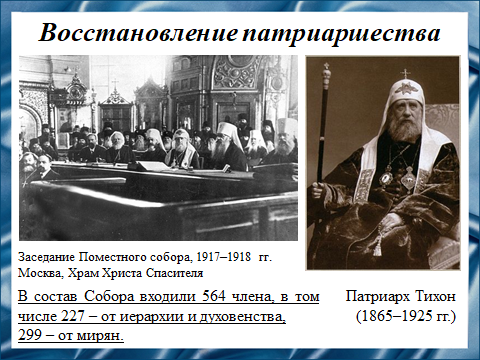 Восстановление патриаршества
Заседание Поместного собора, 1917–1918 гг.
Москва, Храм Христа Спасителя
В состав Собора входили 564 члена, в том
числе 227 – от иерархии и духовенства,
299 – от мирян.
Патриарх Тихон
(1865–1925 гг.)